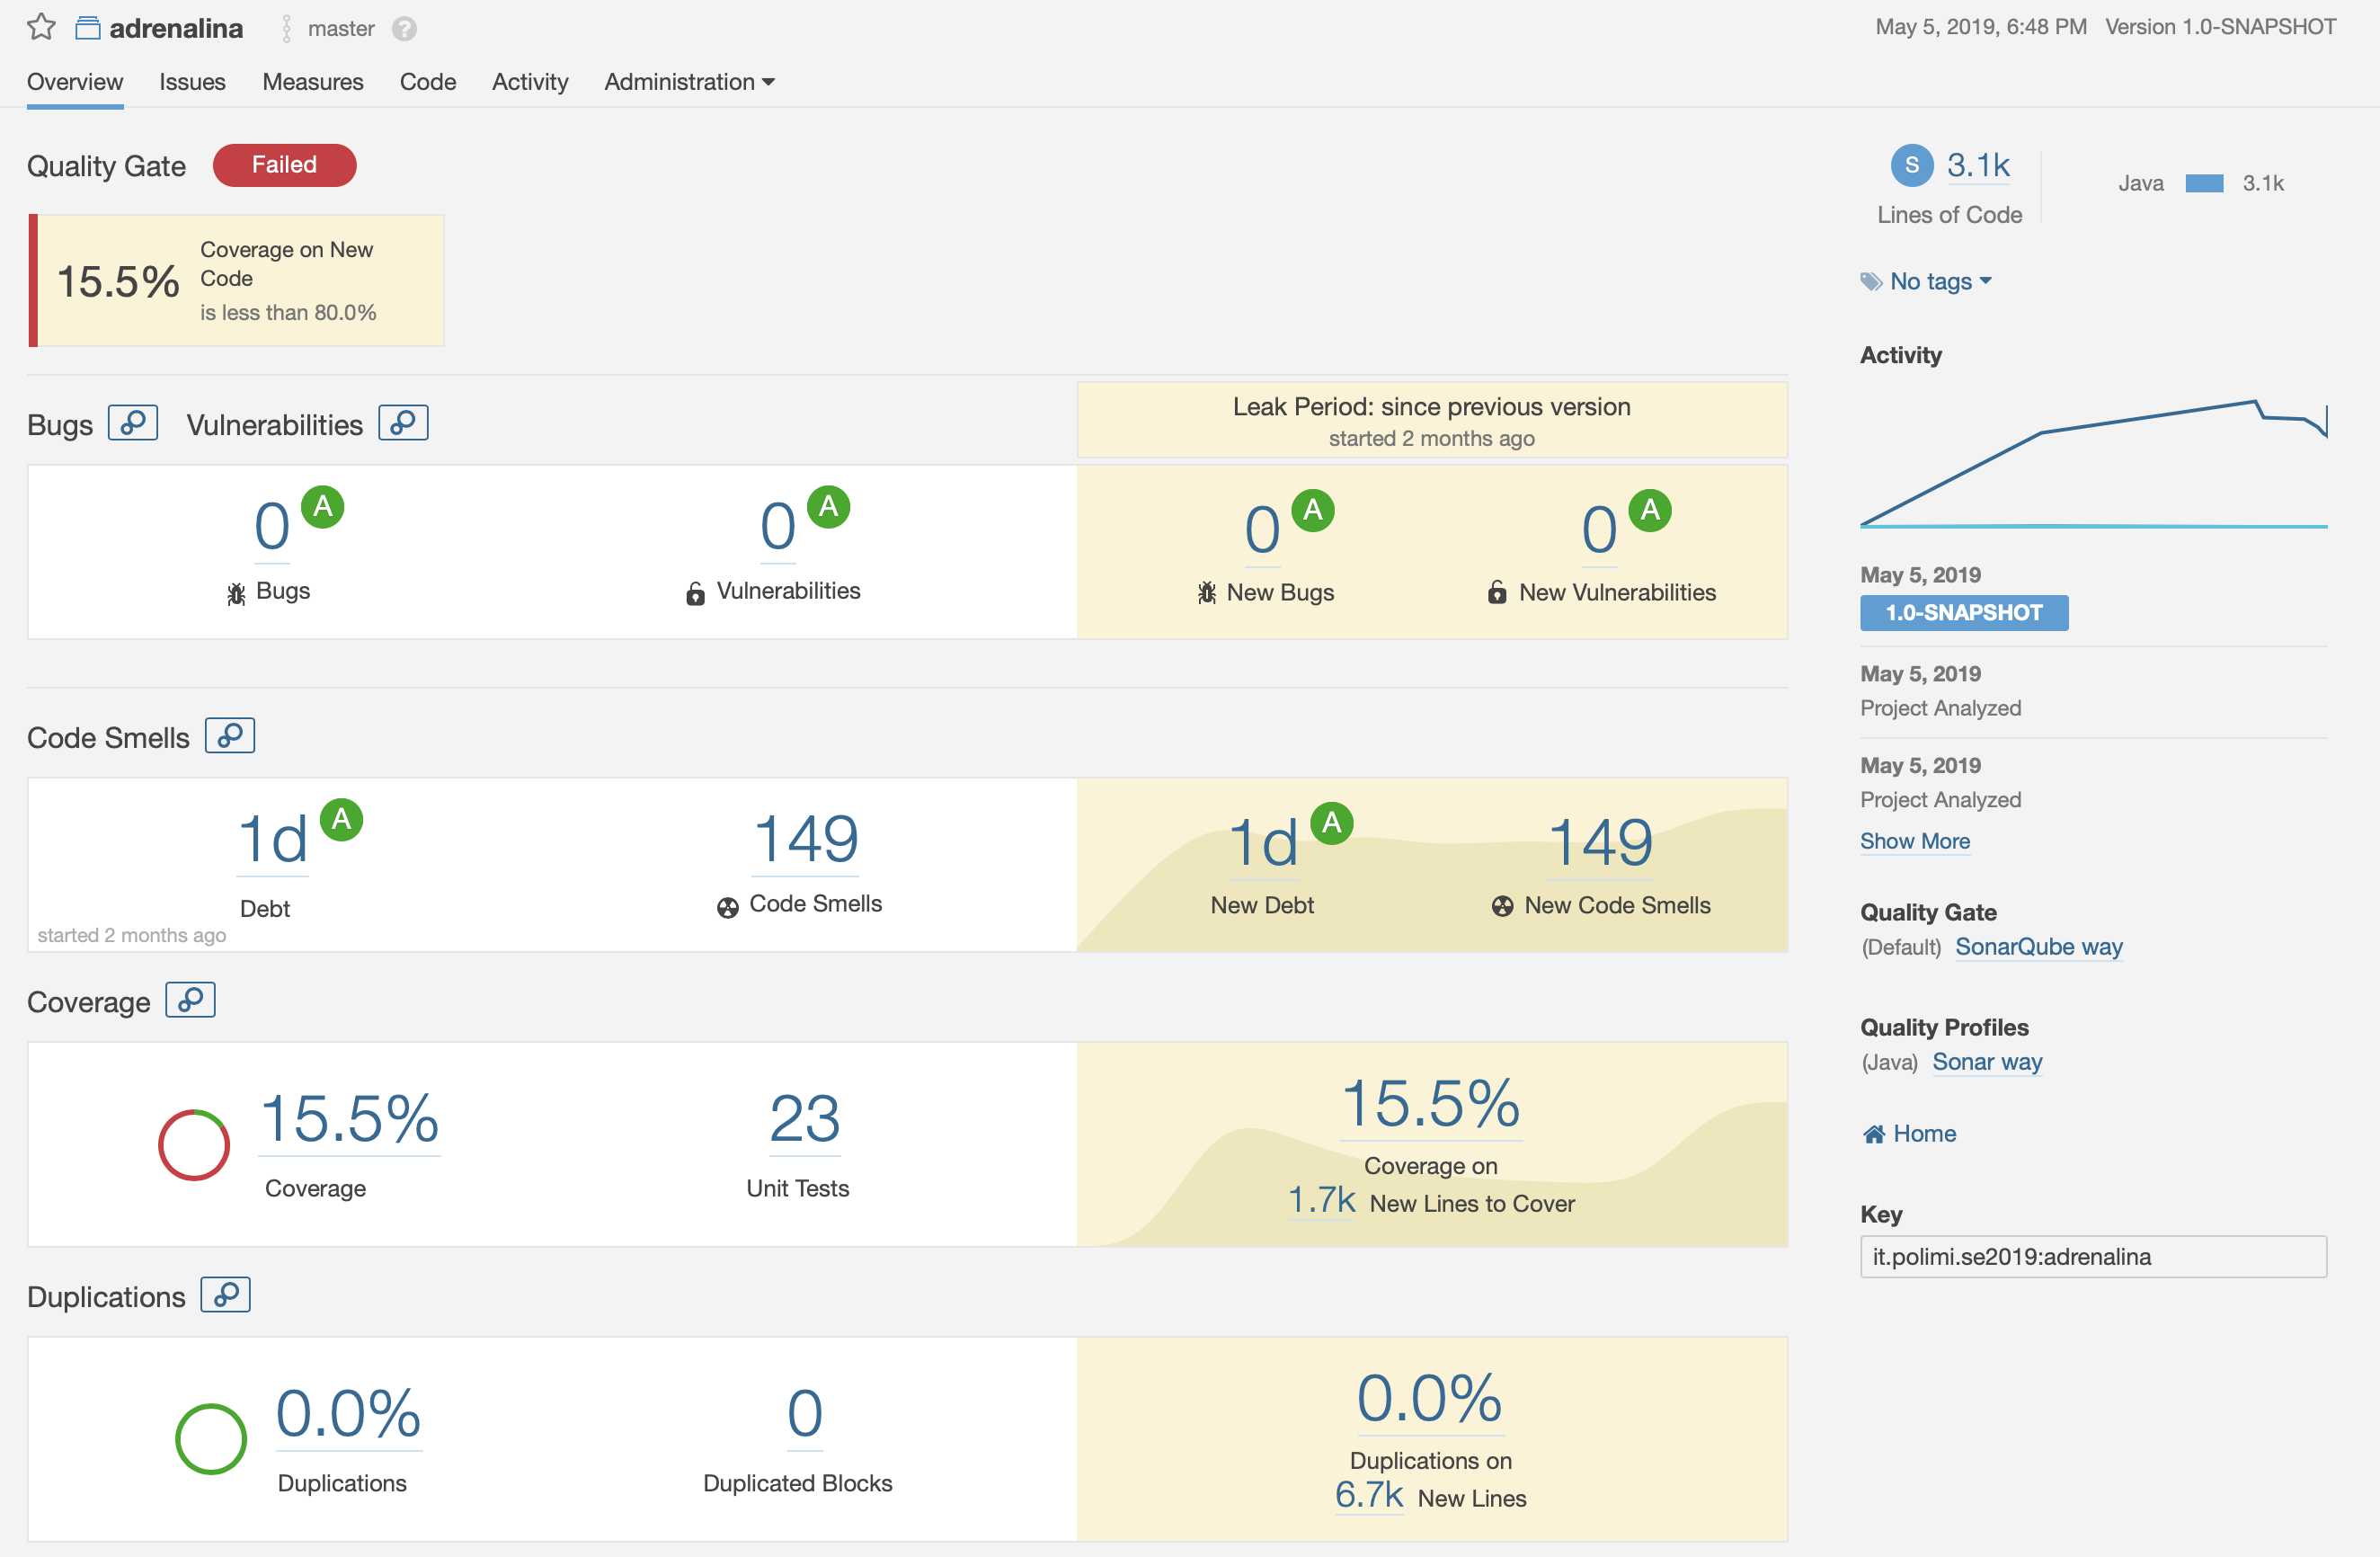 adrenalina master ?
May 5, 2019, 6:48 PM Version 1.0-SNAPSHOT
Overview Issues Measures Code Activity Administration
Quality Gate Failed
15.5%
Coverage on New
Code
is less than 80.0%
Bugs Vulnerabilities
Leak Period: since previous version
started 2 months ago
0 A
Bugs
0 A
Vulnerabilities
0 A
New Bugs
0 A
New Vulnerabilities
Code Smells
1d A
Debt
started 2 months ago
149
Code Smells
1d A
New Debt
149
New Code Smells
Coverage
15.5%
Coverage
23
Unit Tests
15.5%
Coverage on
1.7k New Lines to Cover
Duplications
0.0%
Duplications
0
Duplicated Blocks
0.0%
Duplications on
6.7k New Lines
S 3.1k
Lines of Code
Java 3.1k
No tags
Activity
May 5, 2019
1.0-SNAPSHOT
May 5, 2019
Project Analyzed
May 5, 2019
Project Analyzed
Show More
Quality Gate
(Default) SonarQube way
Quality Profiles
(Java) Sonar way
Home
Key
it.polimi.se2019:adrenalina